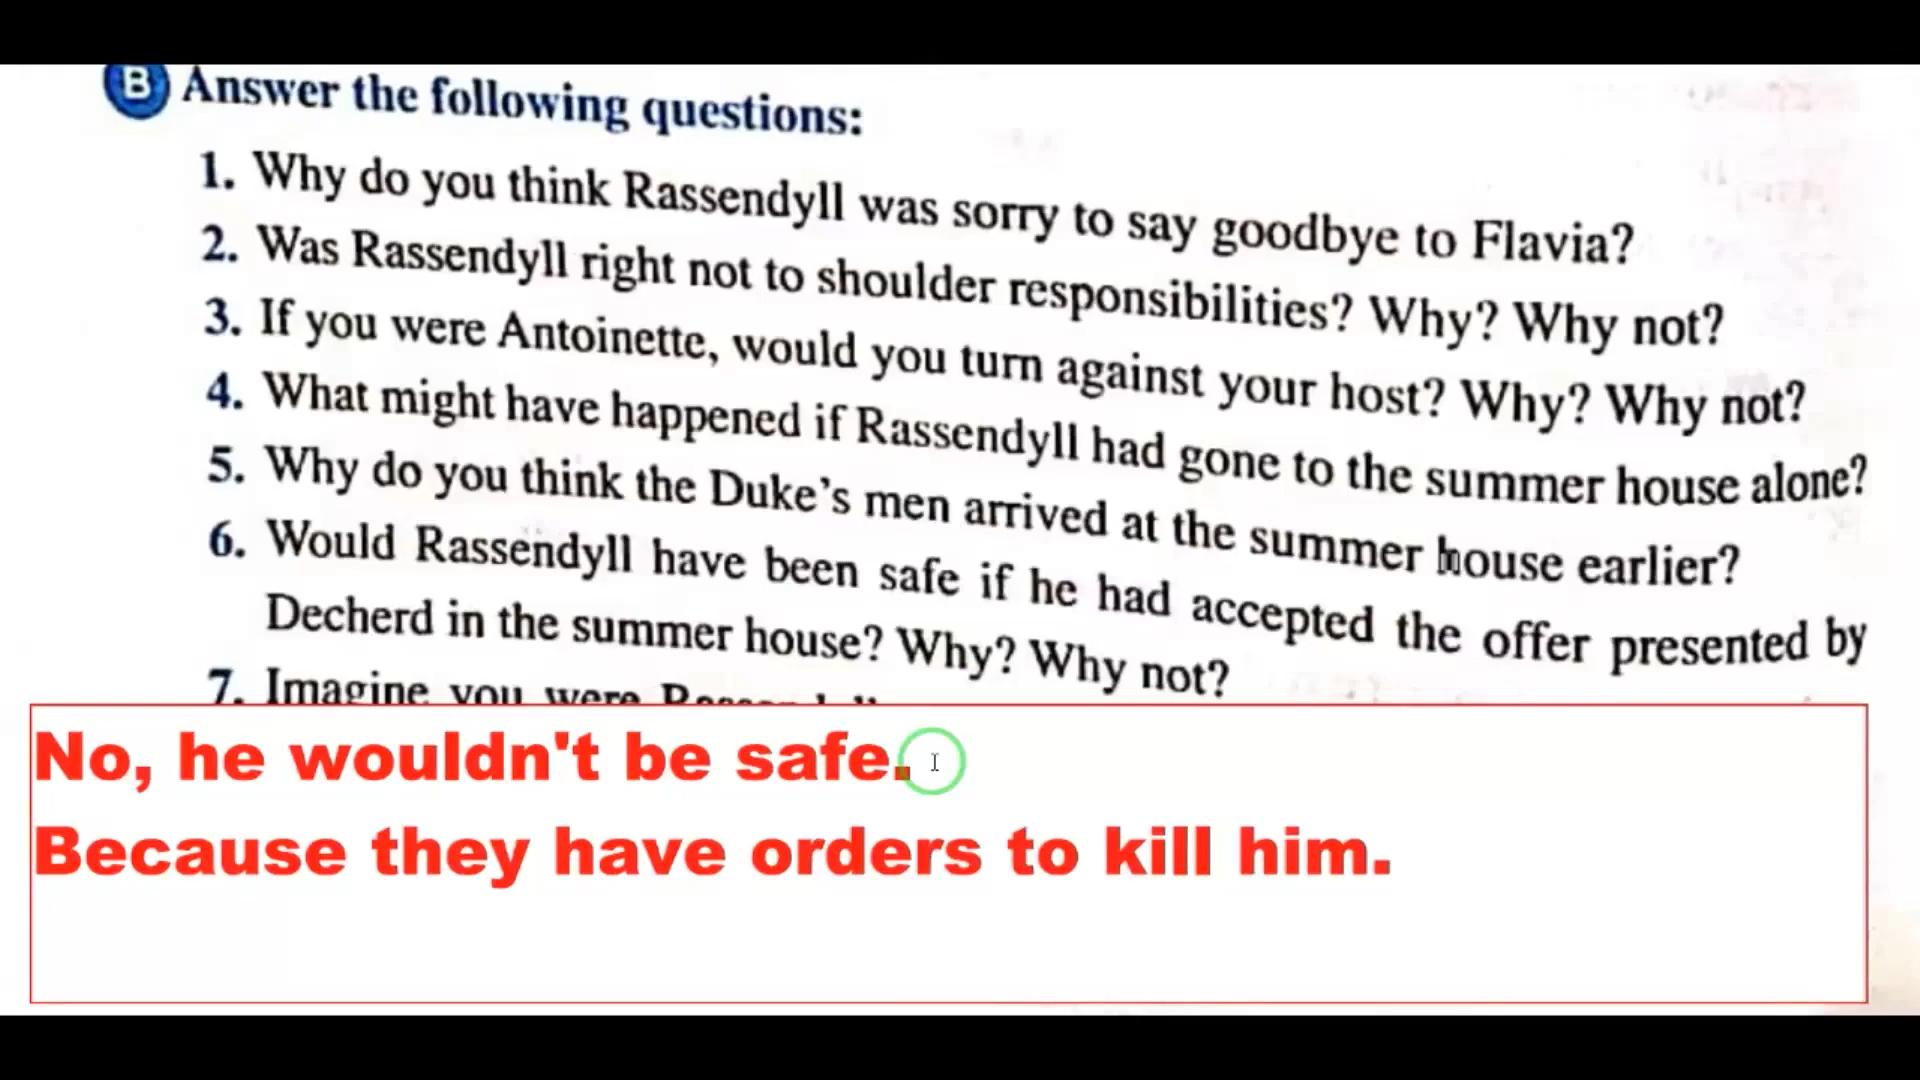 B Answer the following questions:
1. Why do you think Rassendyll was sorry to say goodbye to Flavia?
2. Was Rassendyll right not to shoulder responsibilities? Why? Why not?
3. If you were Antoinette, would you turn against your host? Why? Why not?
4. What might have happened if Rassendyll had gone to the summer house alone?
5. Why do you think the Duke's men arrived at the summer house earlier?
6. Would Rassendyll have been safe if he had accepted the offer presented by
Decherd in the summer house? Why? Why not?
7. Imagine you were
No, he wouldn't be safe.
Because they have orders to kill him.